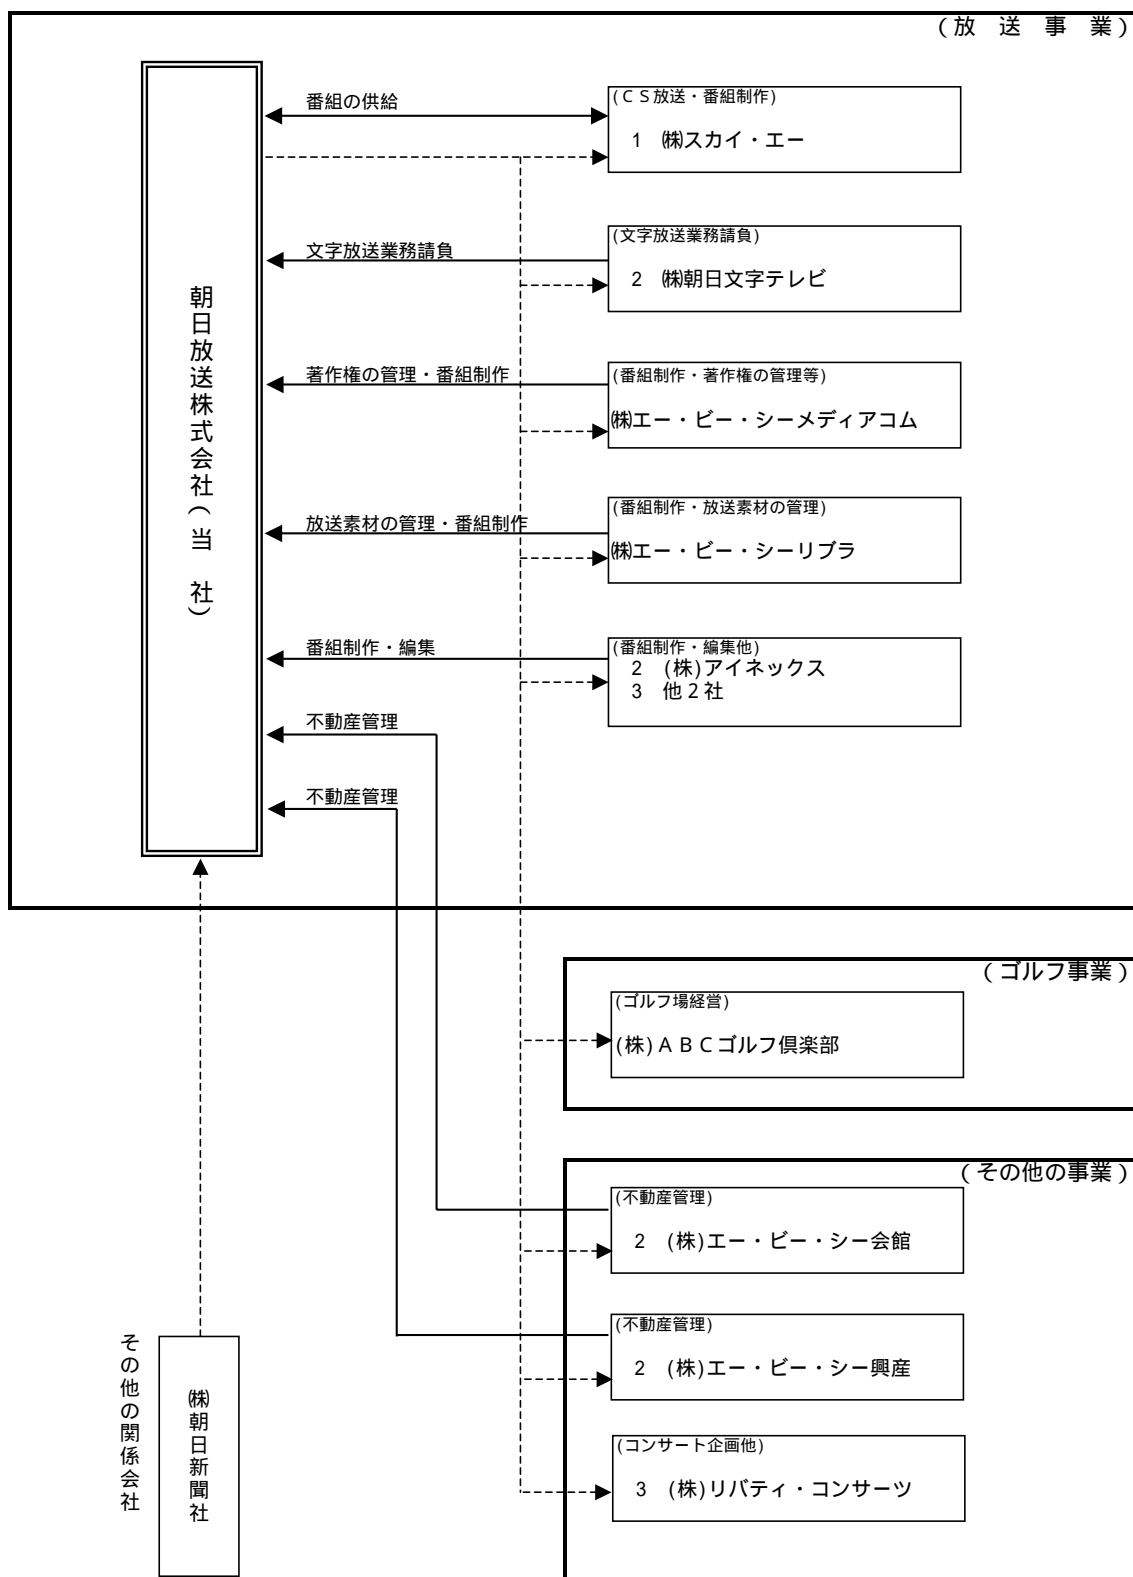 (放　送　事　業)
朝日放送株式会社(当　社)
番組の供給
(ＣＳ放送・番組制作)
1　㈱スカイ・エー
文字放送業務請負
(文字放送業務請負)
2　㈱朝日文字テレビ
著作権の管理・番組制作
(番組制作・著作権の管理等)
㈱エー・ビー・シーメディアコム
放送素材の管理・番組制作
(番組制作・放送素材の管理)
㈱エー・ビー・シーリブラ
番組制作・編集
(番組制作・編集他)
2　(株)アイネックス
3　他２社
不動産管理
不動産管理
(ゴルフ事業)
(ゴルフ場経営)
(株)ＡＢＣゴルフ倶楽部
(その他の事業)
(不動産管理)
2　(株)エー・ビー・シー会館
(不動産管理)
2　(株)エー・ビー・シー興産
(コンサート企画他)
3　(株)リバティ・コンサーツ
その他の関係会社
㈱朝日新聞社